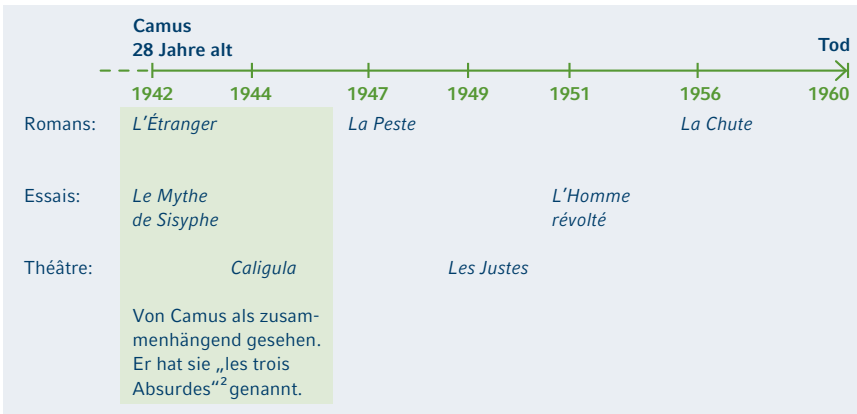 Camus
28 Jahre alt
Tod
1942 1944 1947 1949 1951 1956 1960
Romans: L'Étranger La Peste La Chute
Essais: Le Mythe de Sisyphe L'Homme révolté
Théâtre: Caligula Les Justes
Von Camus als zusam-
menhängend gesehen.
Er hat sie „les trois
Absurdes“² genannt.